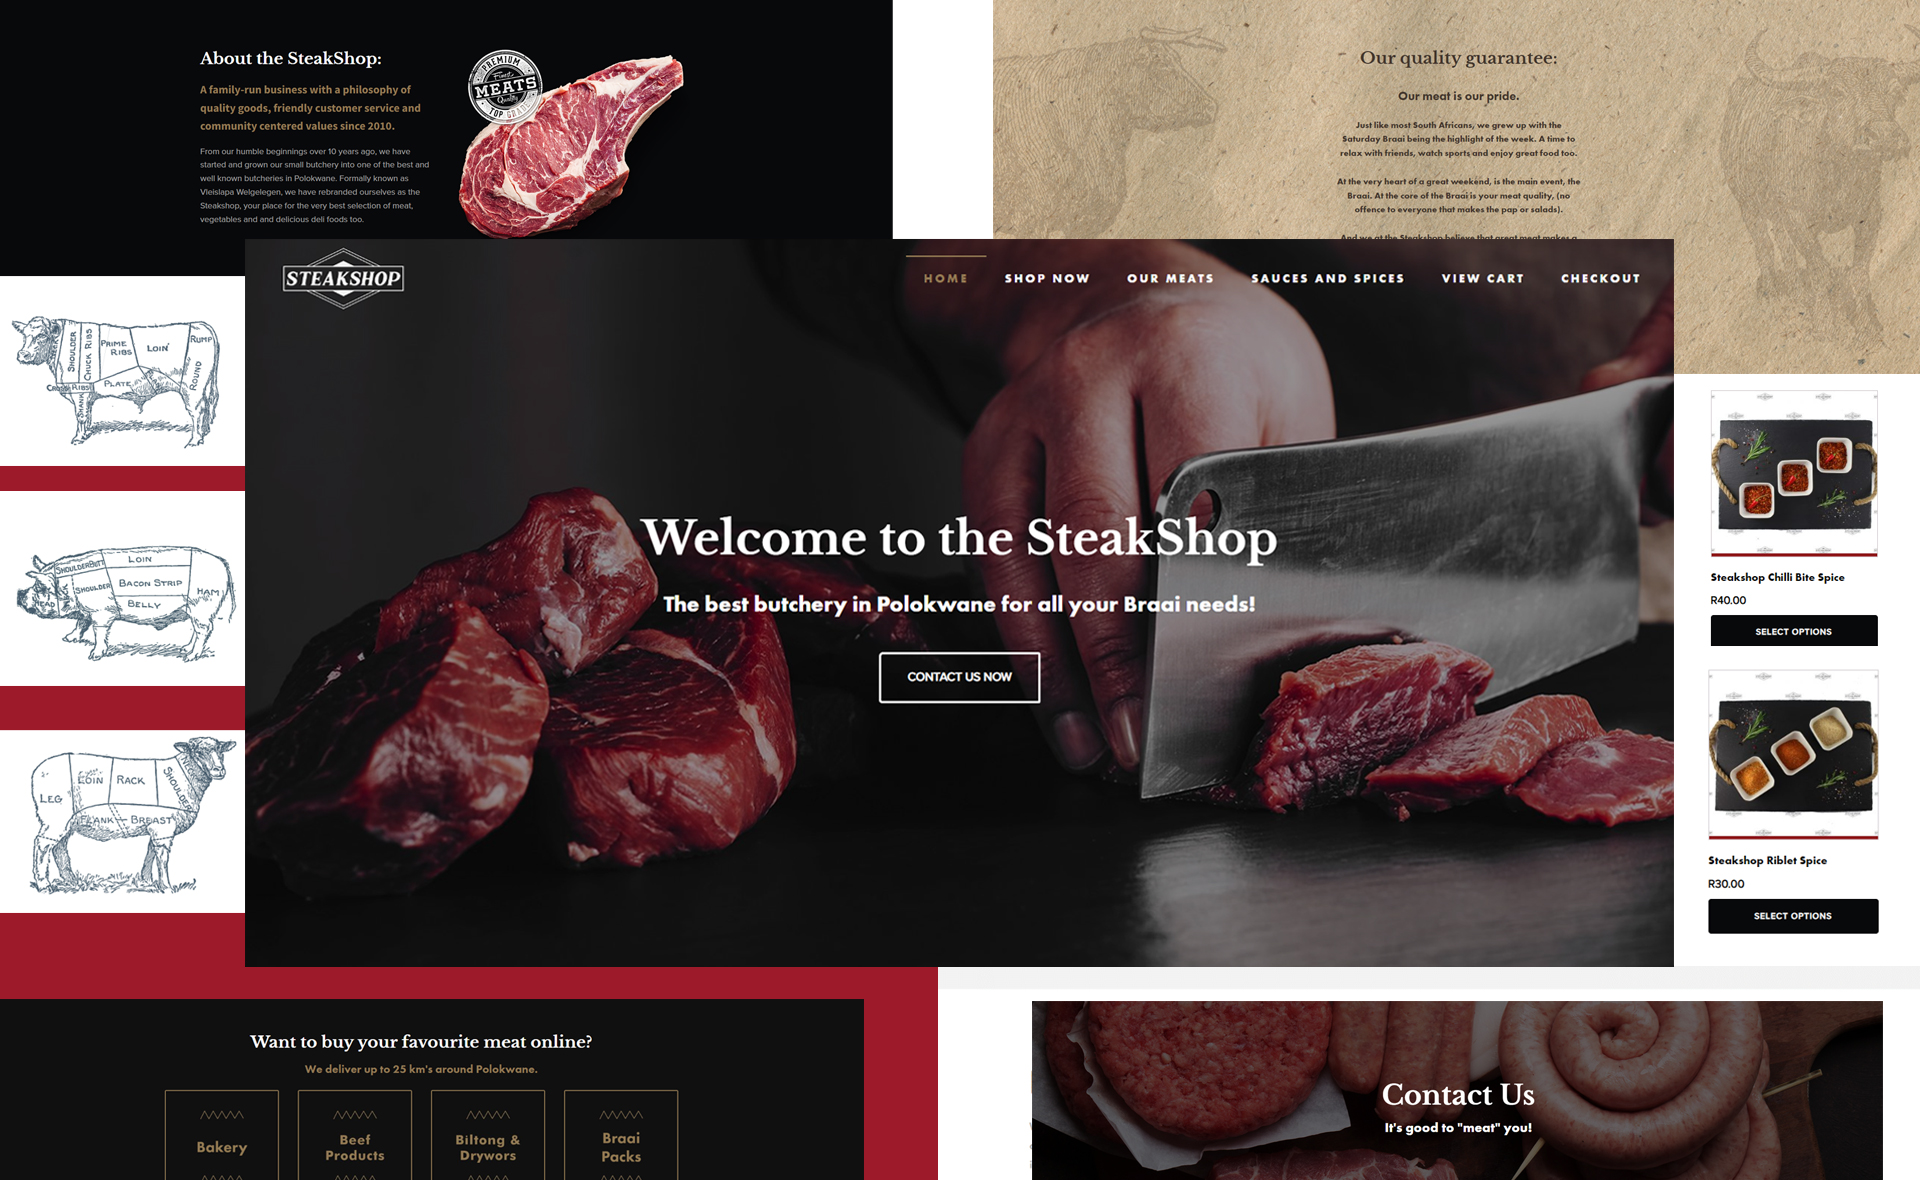 About the SteakShop:
A family-run business with a philosophy of
quality goods, friendly customer service and
community centered values since 2010.
From our humble beginnings over 10 years ago, we have
started and grown our small butchery into one of the best and
well known butcheries in Polokwane. Formally known as
Vleislapa Welgelegen, we have rebranded ourselves as the
Steakshop, your place for the very best selection of meat,
vegetables and and delicious deli foods too.
PREMIUM
Finest
MEATS
Quality
TOP GRADE
Our quality guarantee:
Our meat is our pride.
Just like most South Africans, we grew up with the
Saturday Braai being the highlight of the week. A time to
relax with friends, watch sports and enjoy great food too.
At the very heart of a great weekend, is the main event, the
Braai. At the core of the Braai is your meat quality, (no
offence to everyone that makes the pap or salads).
And we at the Steakshop believe that great meat makes a
STEAKSHOP
HOME
SHOP NOW
OUR MEATS
SAUCES AND SPICES
VIEW CART
CHECKOUT
Welcome to the SteakShop
The best butchery in Polokwane for all your Braai needs!
CONTACT US NOW
SHOULDER
CHUCK RIBS
PRIME
RIBS
LOIN
RUMP
ROUND
PLATE
SHANK
LOIN
SHOULDER BUTT
SHOULDER
BACON STRIP
BELLY
HAM
HEAD
LEG
LOIN
RACK
SHOULDER
NECK
FLANK
BREAST
Steakshop Chilli Bite Spice
R40.00
SELECT OPTIONS
Steakshop Riblet Spice
R30.00
SELECT OPTIONS
Want to buy your favourite meat online?
We deliver up to 25 km's around Polokwane.
Bakery
Beef
Products
Biltong &
Drywors
Braai
Packs
Contact Us
It's good to "meat" you!